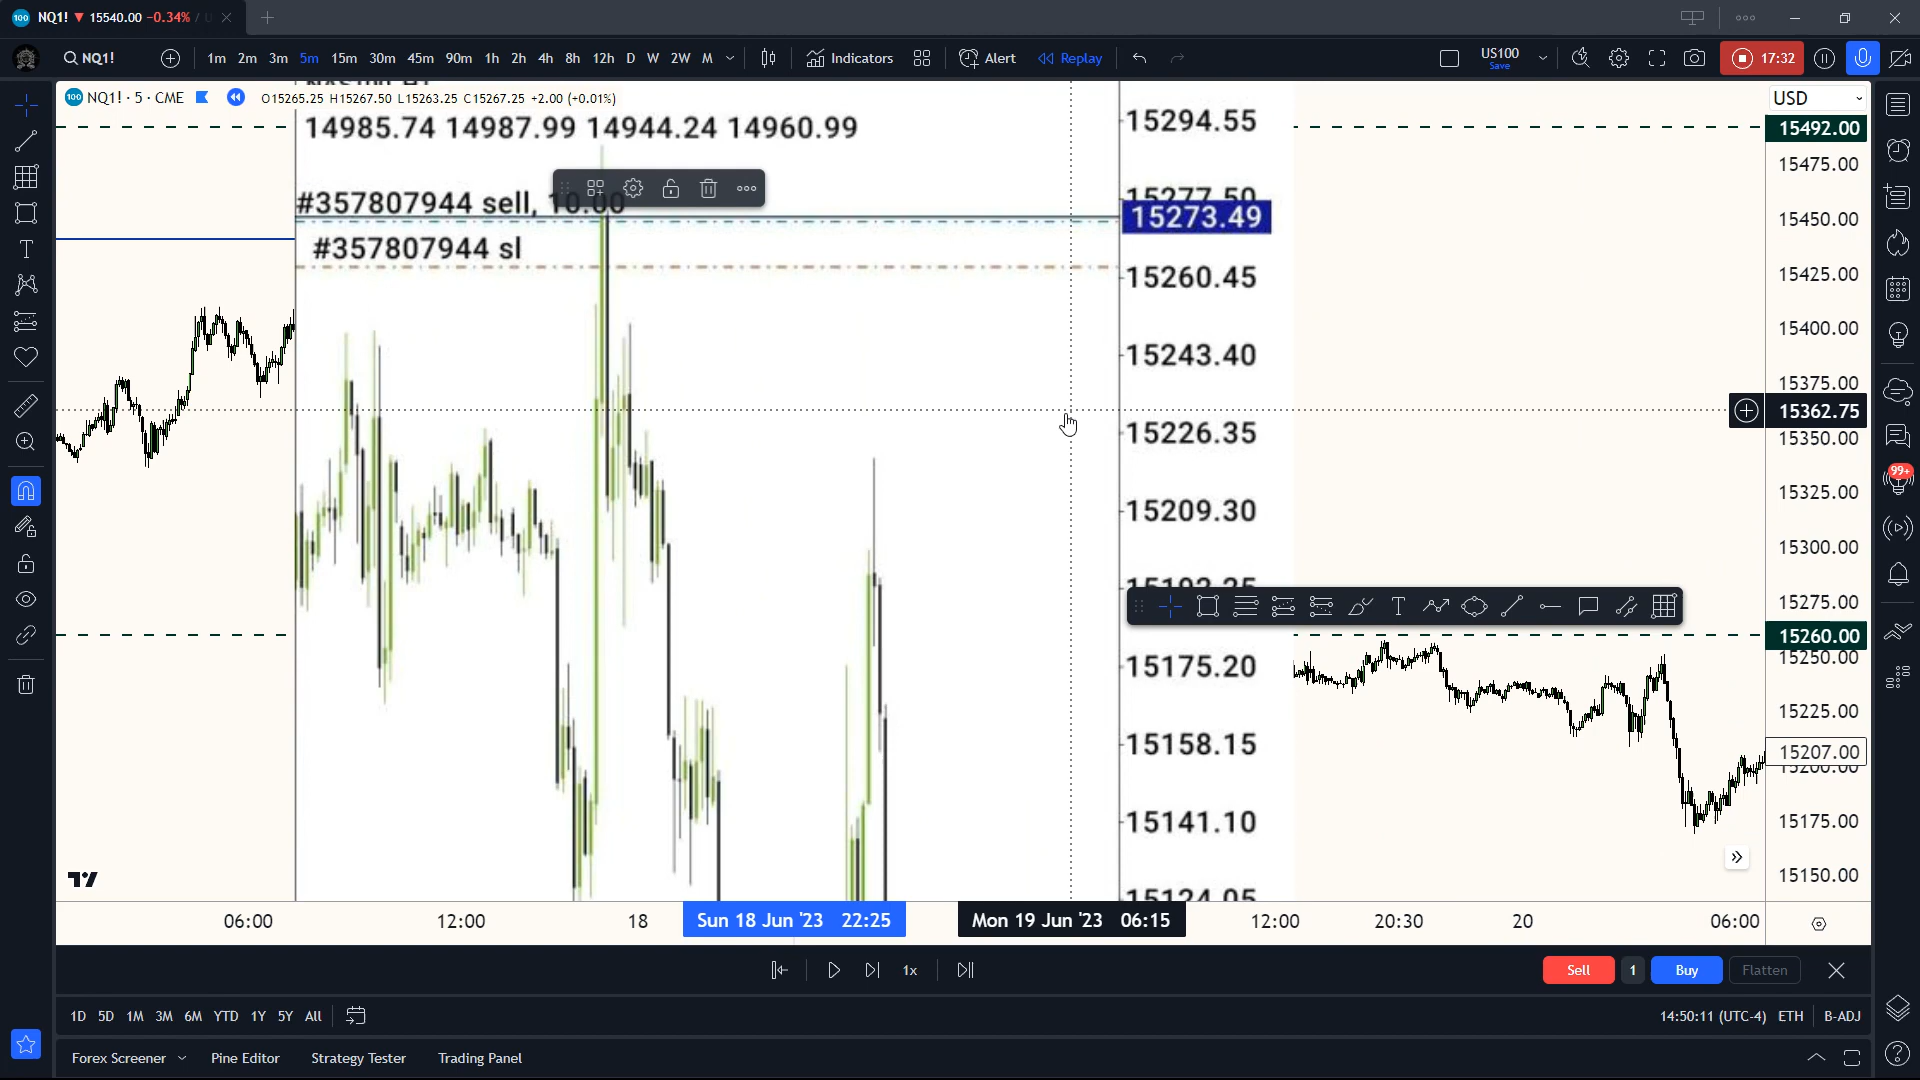 NQ1! ▼ 15540.00 −0.34% / U
NQ1! 1m 2m 3m 5m 15m 30m 45m 90m 1h 2h 4h 8h 12h D W 2W M Indicators Alert Replay US100 Save 17:32
NQ1! · 5 · CME O15265.25 H15267.50 L15263.25 C15267.25 +2.00 (+0.01%)
USD
14985.74 14987.99 14944.24 14960.99
#357807944 sell, 10.00
#357807944 sl
15294.55
15277.50
15273.49
15260.45
15243.40
15226.35
15209.30
15192.25
15175.20
15158.15
15141.10
15124.05
15492.00
15475.00
15450.00
15425.00
15400.00
15375.00
15362.75
15350.00
15325.00
15300.00
15275.00
15260.00
15250.00
15225.00
15207.00
15200.00
15175.00
15150.00
99+
06:00 12:00 18 Sun 18 Jun '23 22:25 Mon 19 Jun '23 06:15 12:00 20:30 20 06:00
1x Sell 1 Buy Flatten
1D 5D 1M 3M 6M YTD 1Y 5Y All 14:50:11 (UTC-4) ETH B-ADJ
Forex Screener Pine Editor Strategy Tester Trading Panel